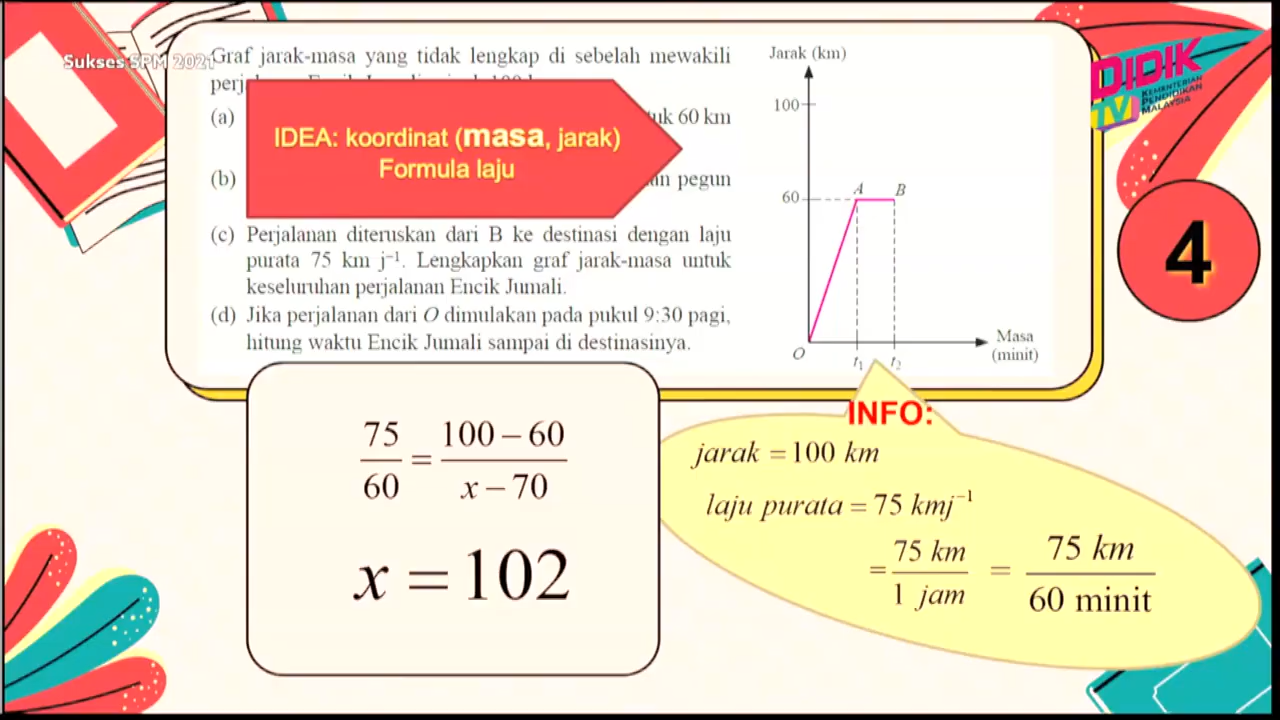 Sukses SPM 2021
Graf jarak-masa yang tidak lengkap di sebelah mewakili
(a)
60 km
(b)
pegun
IDEA: koordinat (masa, jarak)
Formula laju
(c) Perjalanan diteruskan dari B ke destinasi dengan laju
purata 75 km j⁻¹. Lengkapkan graf jarak-masa untuk
keseluruhan perjalanan Encik Jumali.
(d) Jika perjalanan dari O dimulakan pada pukul 9:30 pagi,
hitung waktu Encik Jumali sampai di destinasinya.
Jarak (km)
100
60
A B
O
t₁ t₂
Masa
(minit)
DIDIK
TV
KEMENTERIAN
PENDIDIKAN
MALAYSIA
4
75/60 = (100 – 60)/(x – 70)
x = 102
INFO:
jarak = 100 km
laju purata = 75 kmj⁻¹
= 75 km/1 jam = 75 km/60 minit